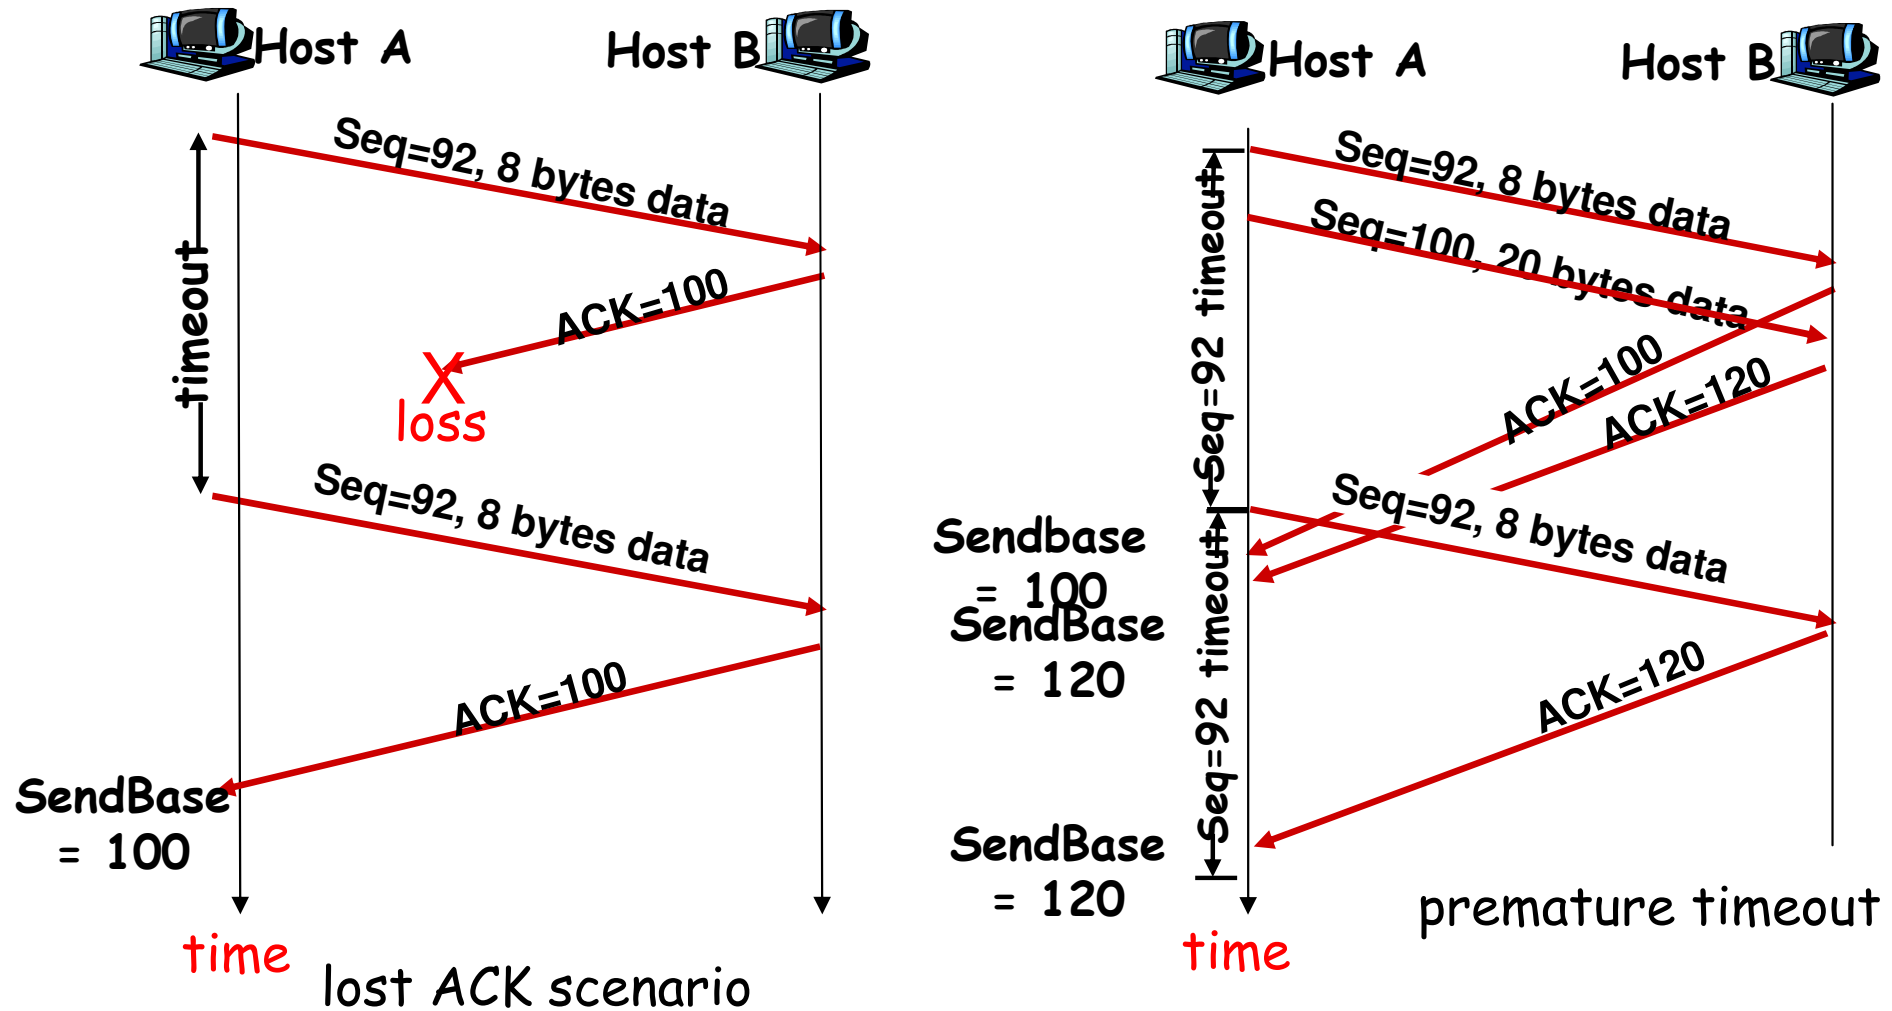 Host A
Host B
Seq=92, 8 bytes data
timeout
ACK=100
X
loss
Seq=92, 8 bytes data
ACK=100
SendBase
= 100
time
lost ACK scenario
Host A
Host B
Seq=92, 8 bytes data
Seq=100, 20 bytes data
Seq=92 timeout
ACK=100
ACK=120
Seq=92, 8 bytes data
Sendbase
= 100
SendBase
= 120
Seq=92 timeout
ACK=120
SendBase
= 120
time
premature timeout